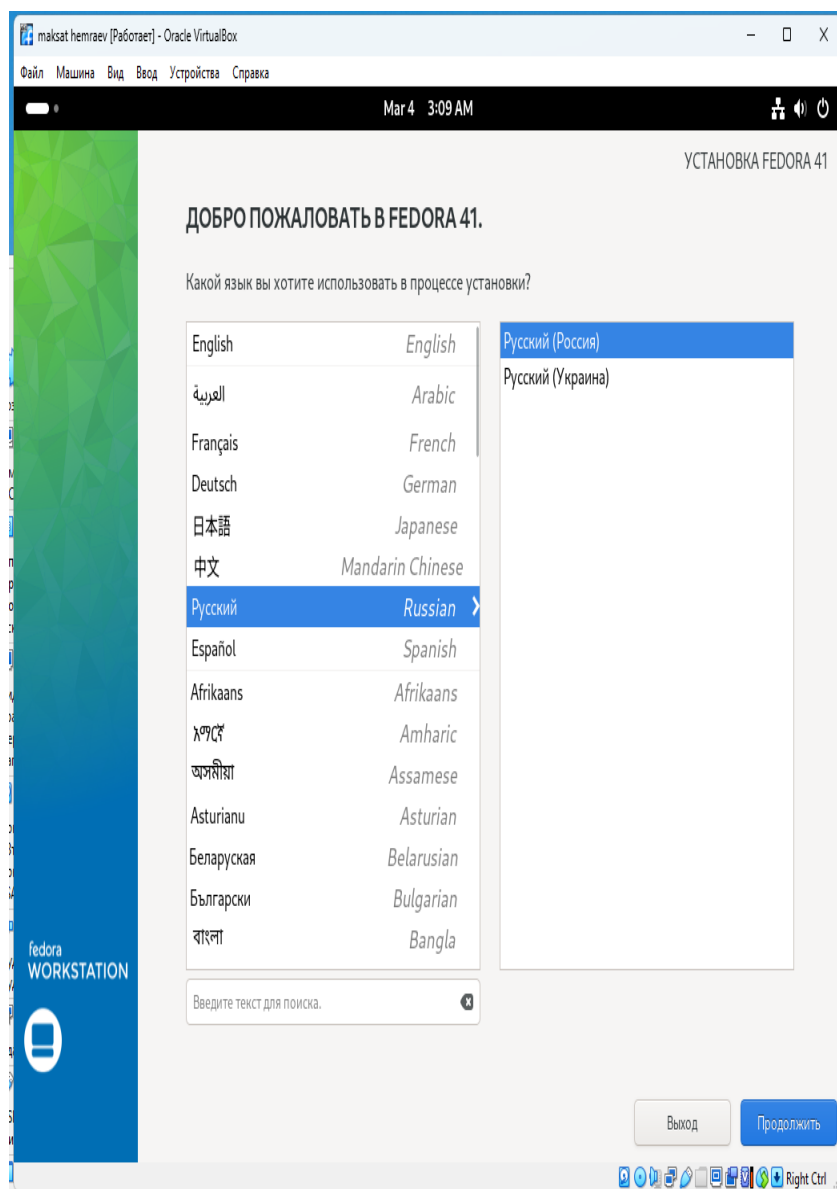 maksat hemraev [Работает] - Oracle VirtualBox
Файл Машина Вид Ввод Устройства Справка
Mar 4 3:09 AM
УСТАНОВКА FEDORA 41
ДОБРО ПОЖАЛОВАТЬ В FEDORA 41.
Какой язык вы хотите использовать в процессе установки?
English English
العربية Arabic
Français French
Deutsch German
日本語 Japanese
中文 Mandarin Chinese
Русский Russian
Español Spanish
Afrikaans Afrikaans
አማርኛ Amharic
অসমীয়া Assamese
Asturianu Asturian
Беларуская Belarusian
Български Bulgarian
বাংলা Bangla
Русский (Россия)
Русский (Украина)
Введите текст для поиска.
fedora
WORKSTATION
Выход Продолжить
Right Ctrl